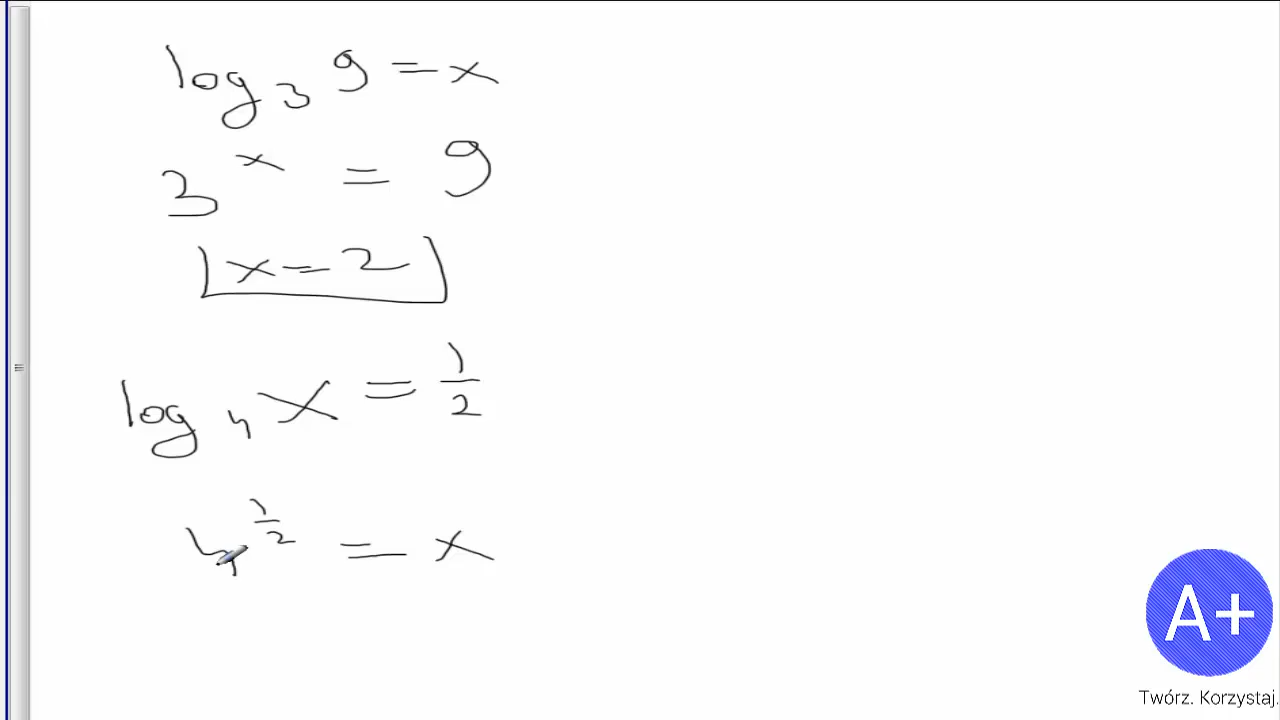 log₃ 9 = x
3ˣ = 9
x = 2
log₄ x = 1/2
4^(1/2) = x
A+
Twórz. Korzystaj.